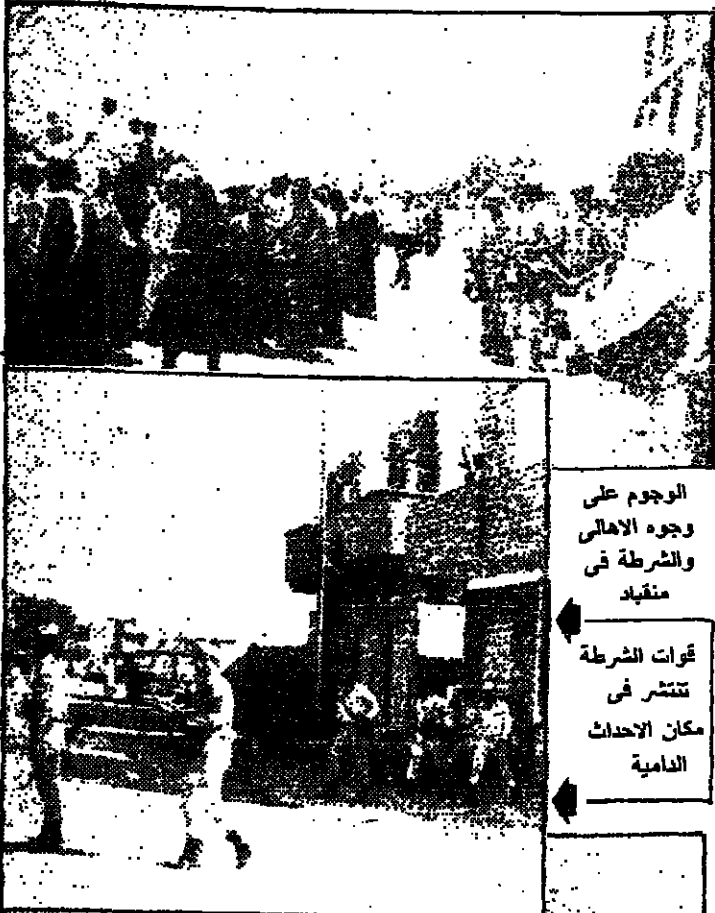 الوجوم على
وجوه الاهالى
والشرطة فى
منقباد
قوات الشرطة
تنتشر فى
مكان الاحداث
الدامية